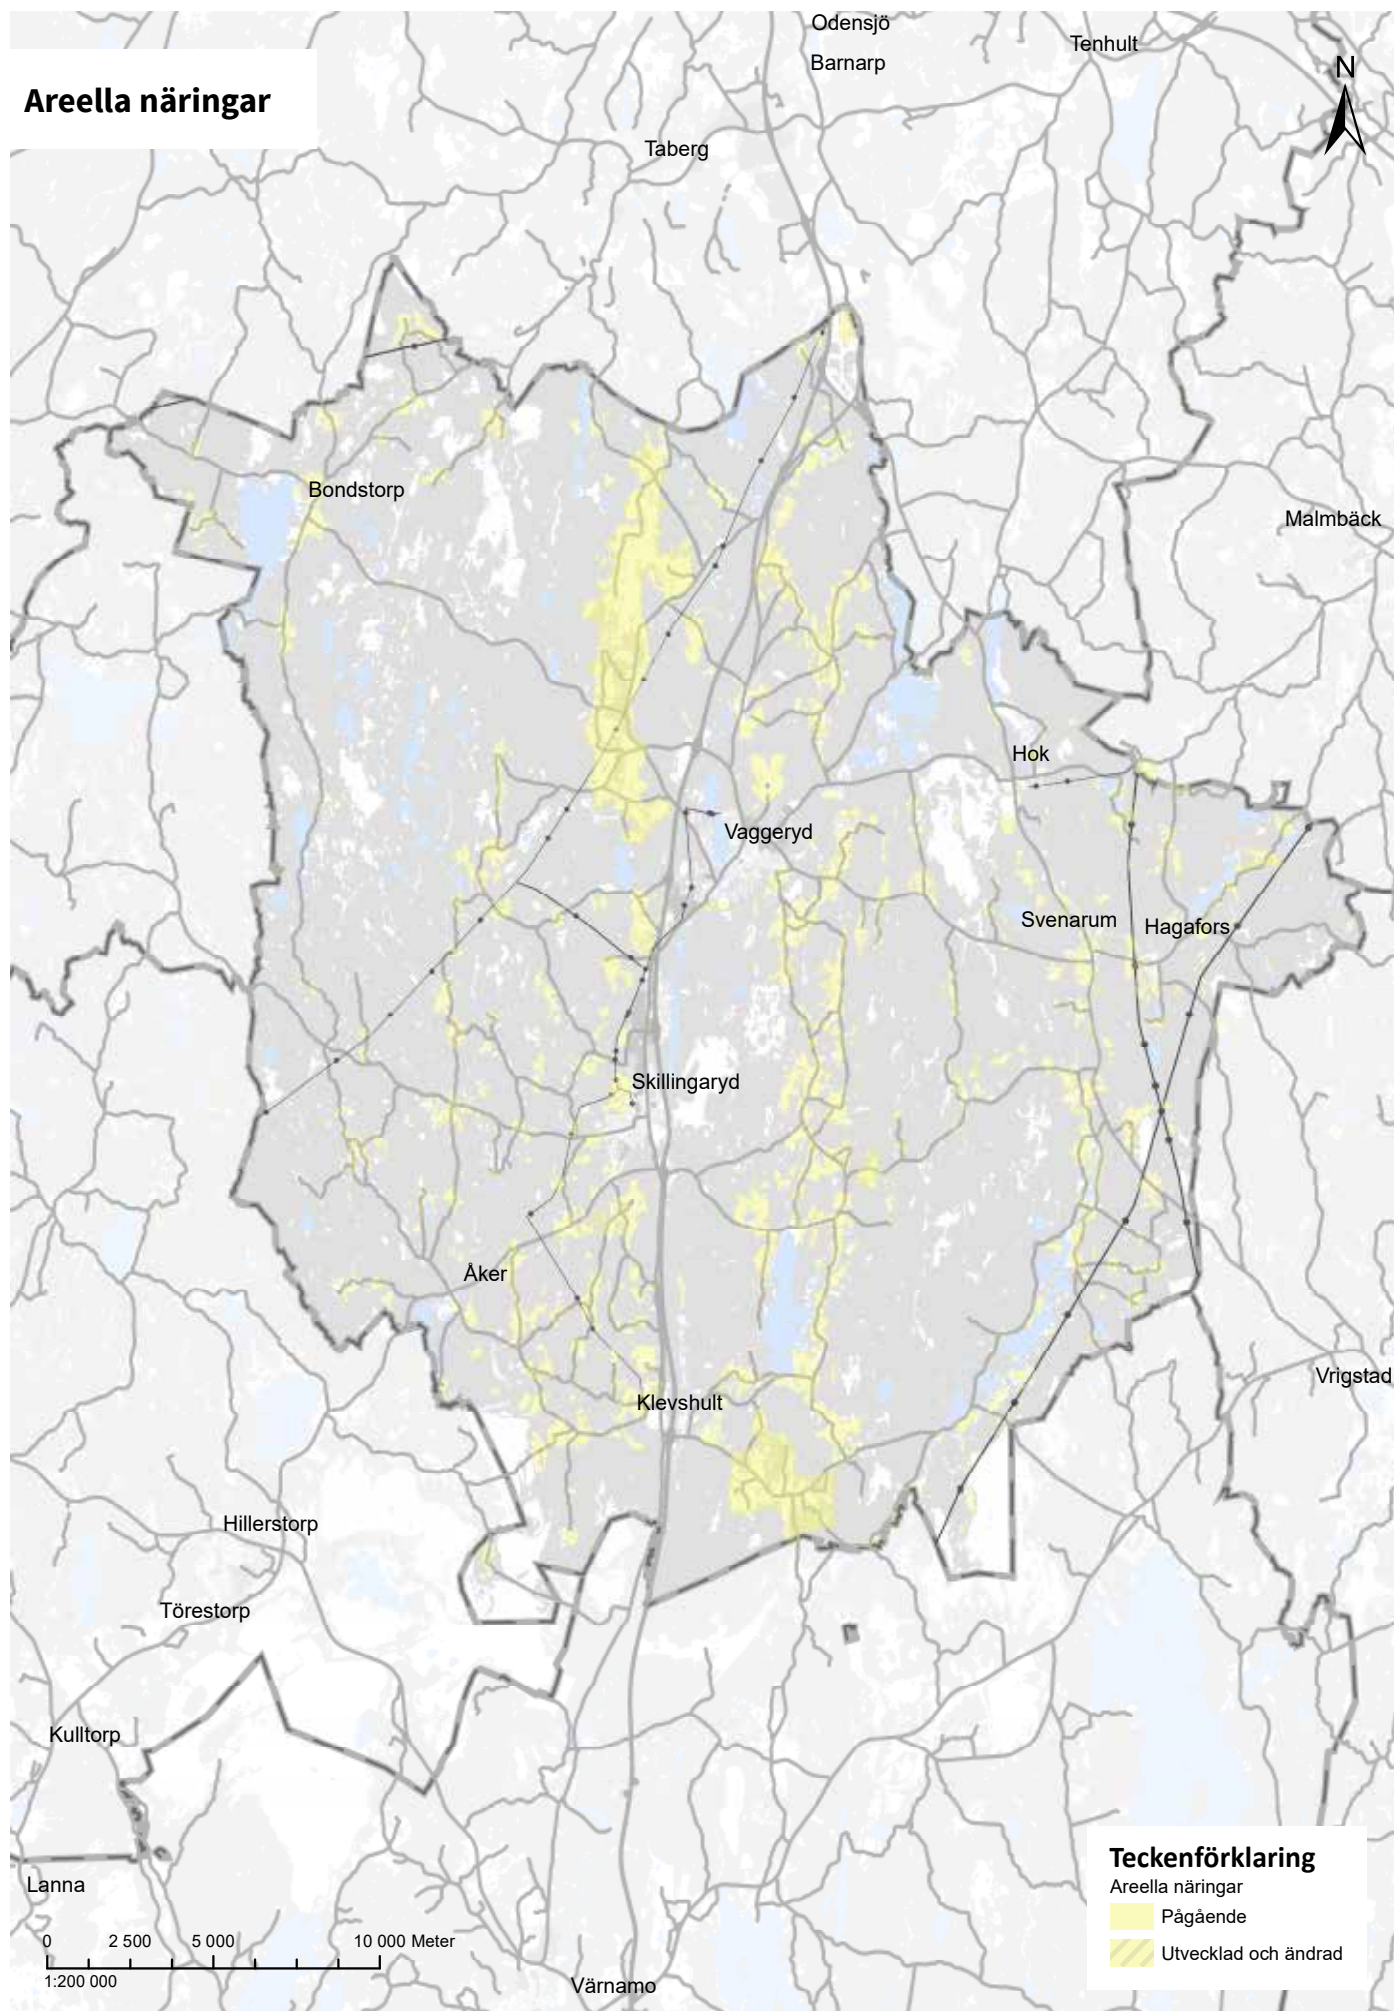 Odensjö
Tenhult
Barnarp
N
Areella näringar
Taberg
Bondstorp
Malmbäck
Hok
Vaggeryd
Svenarum
Hagafors
Skillingaryd
Åker
Vrigstad
Klevshult
Hillerstorp
Törestorp
Kulltorp
Lanna
Teckenförklaring
Areella näringar
Pågående
Utvecklad och ändrad
0 2 500 5 000 10 000 Meter
1:200 000
Värnamo